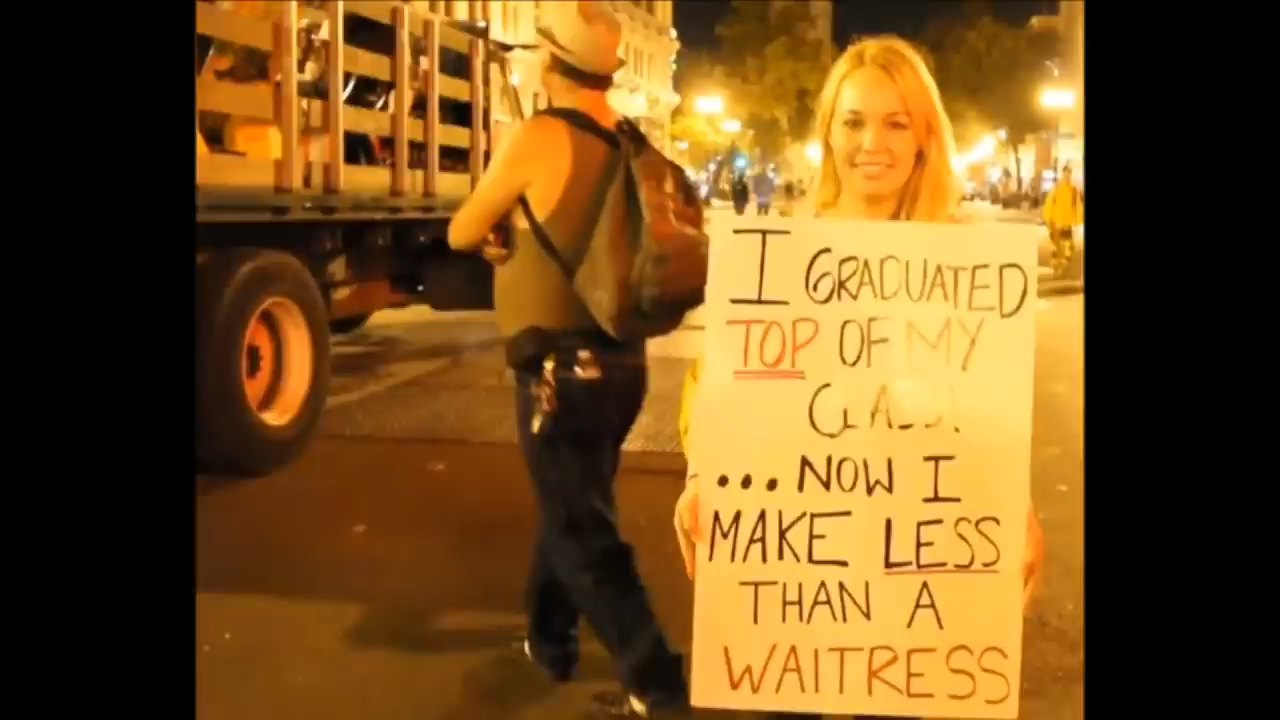 I GRADUATED
TOP OF MY
CLASS!
...NOW I
MAKE LESS
THAN A
WAITRESS